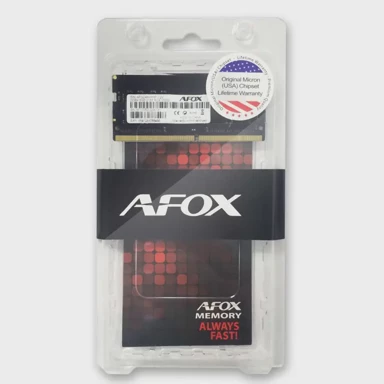 Original Micron
(USA) Chipset
Lifetime Warranty
AFOX
AFOX
AFOX
MEMORY
ALWAYS
FAST!